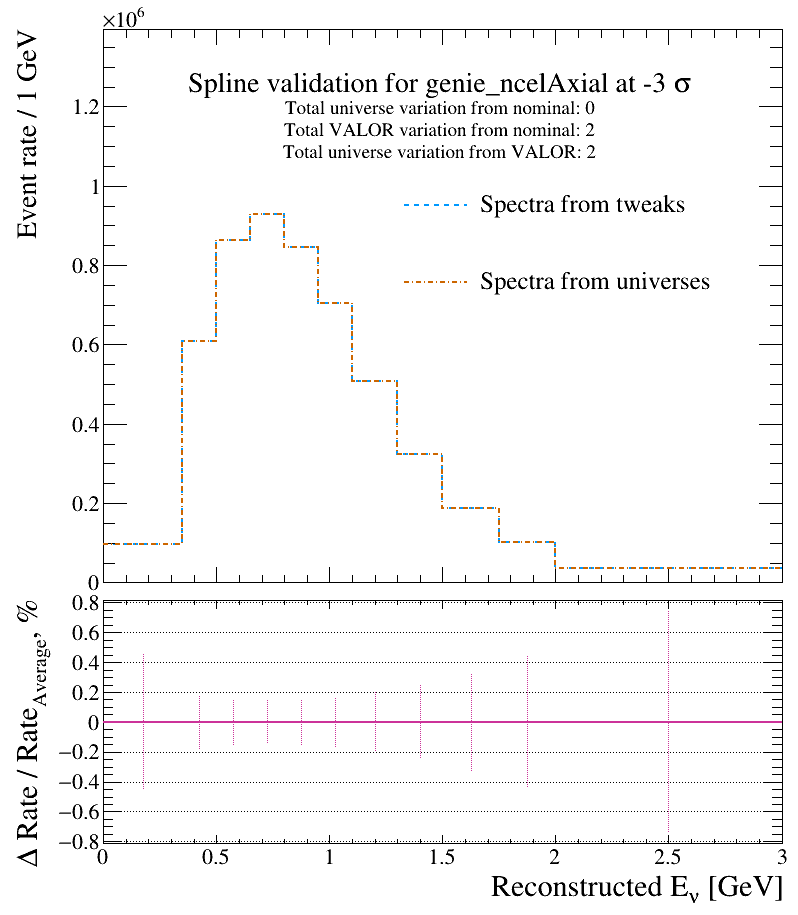 ×10⁶
Event rate / 1 GeV
Spline validation for genie_ncelAxial at -3 σ
Total universe variation from nominal: 0
Total VALOR variation from nominal: 2
Total universe variation from VALOR: 2
Spectra from tweaks
Spectra from universes
1.2
1
0.8
0.6
0.4
0.2
0
Δ Rate / Rate_Average, %
0.8
0.6
0.4
0.2
0
−0.2
−0.4
−0.6
−0.8
0 0.5 1 1.5 2 2.5 3
Reconstructed E_ν [GeV]